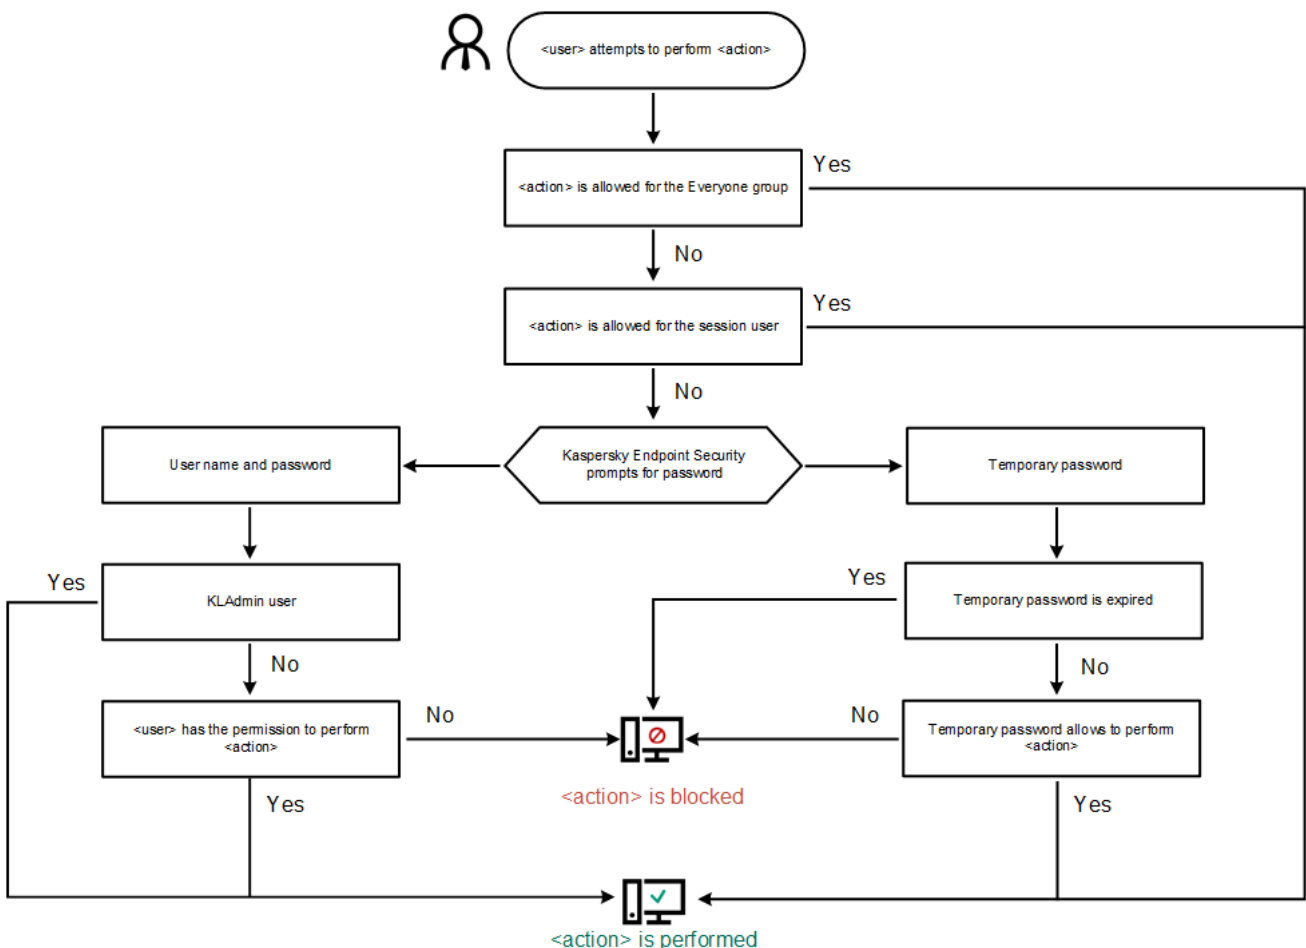 <user> attempts to perform <action>
Yes
<action> is allowed for the Everyone group
No
Yes
<action> is allowed for the session user
No
User name and password
Kaspersky Endpoint Security
prompts for password
Temporary password
Yes
KLAdmin user
Yes
Temporary password is expired
No
No
<user> has the permission to perform
<action>
No
No
Temporary password allows to perform
<action>
<action> is blocked
Yes
Yes
<action> is performed